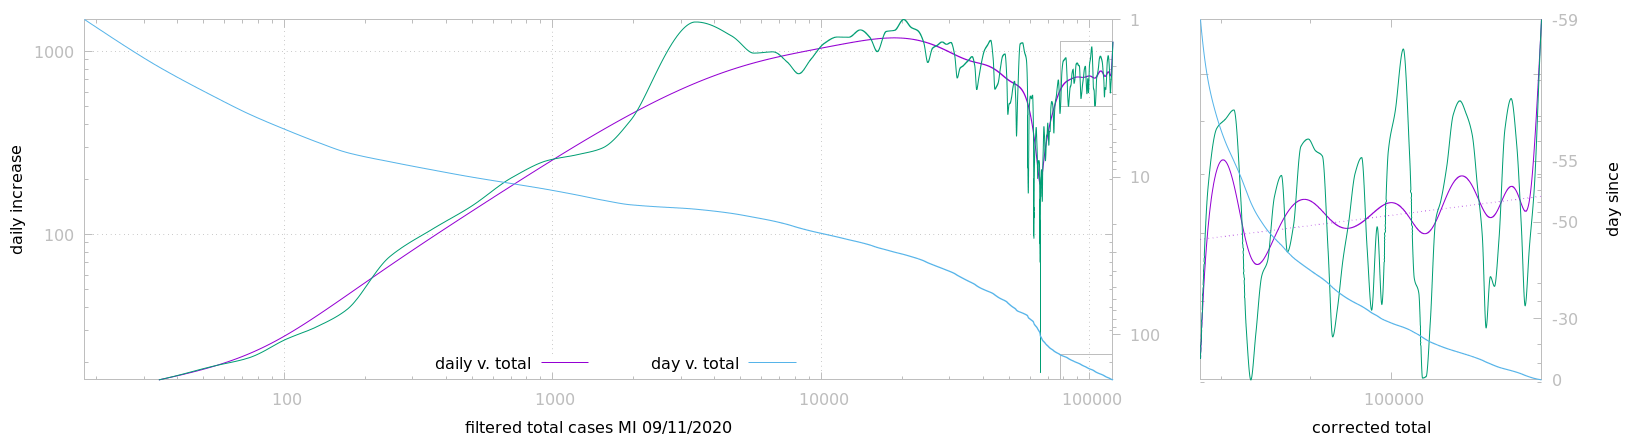 1000
100
daily increase
100
1000
10000
100000
filtered total cases MI 09/11/2020
daily v. total
day v. total
1
10
100
100000
corrected total
-59
-55
-50
-30
0
day since